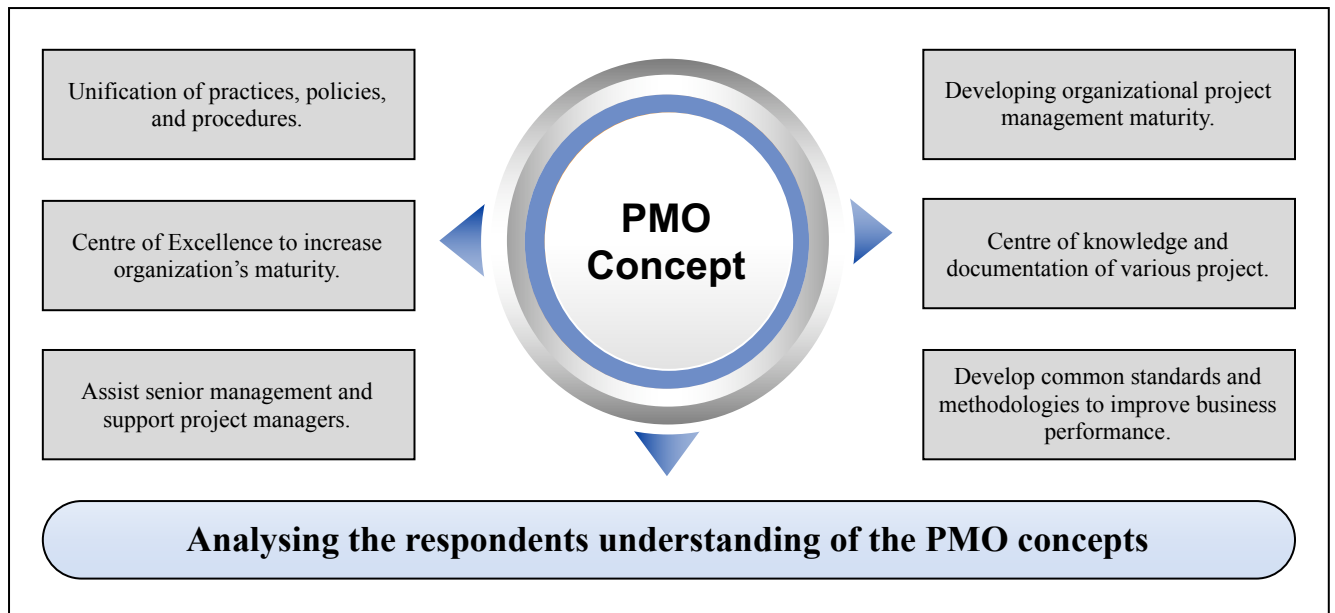 Unification of practices, policies,
and procedures.
Centre of Excellence to increase
organization’s maturity.
Assist senior management and
support project managers.
PMO
Concept
Developing organizational project
management maturity.
Centre of knowledge and
documentation of various project.
Develop common standards and
methodologies to improve business
performance.
Analysing the respondents understanding of the PMO concepts